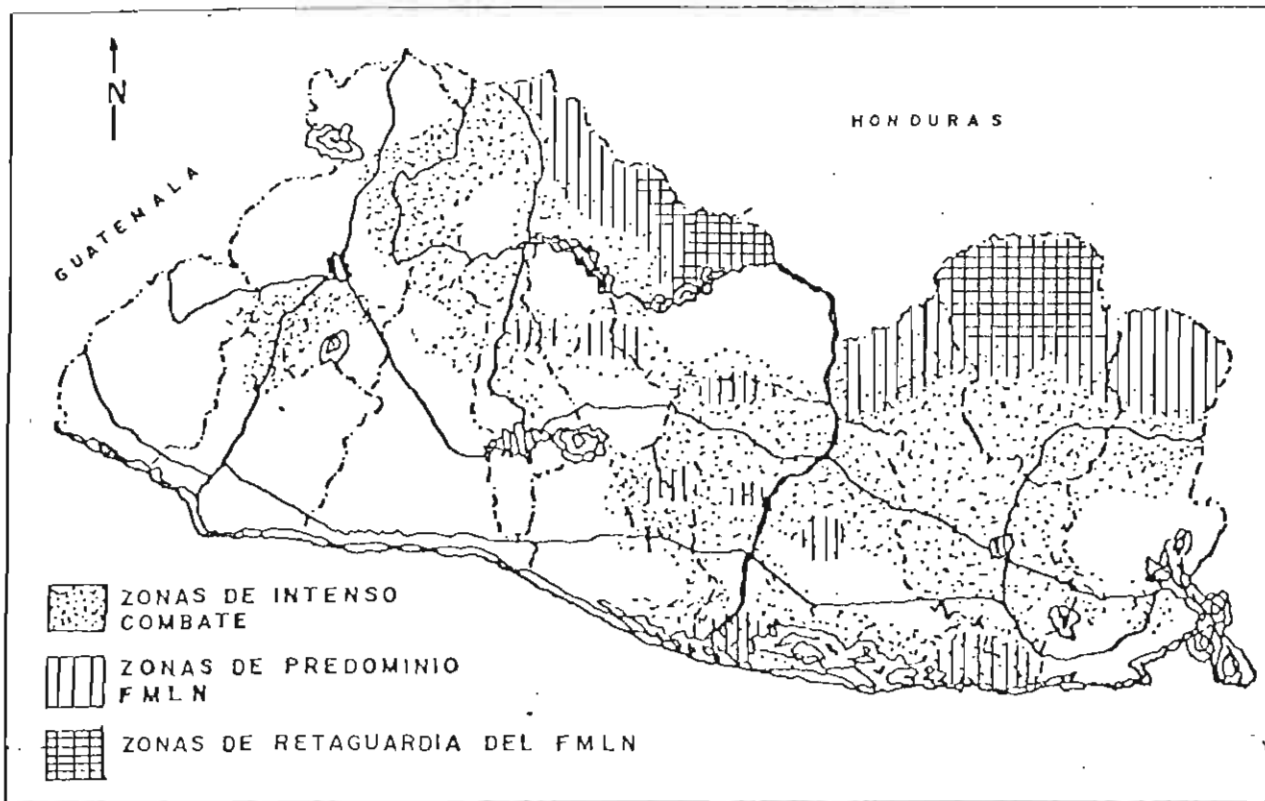 N
HONDURAS
GUATEMALA
ZONAS DE INTENSO
COMBATE
ZONAS DE PREDOMINIO
FMLN
ZONAS DE RETAGUARDIA DEL FMLN